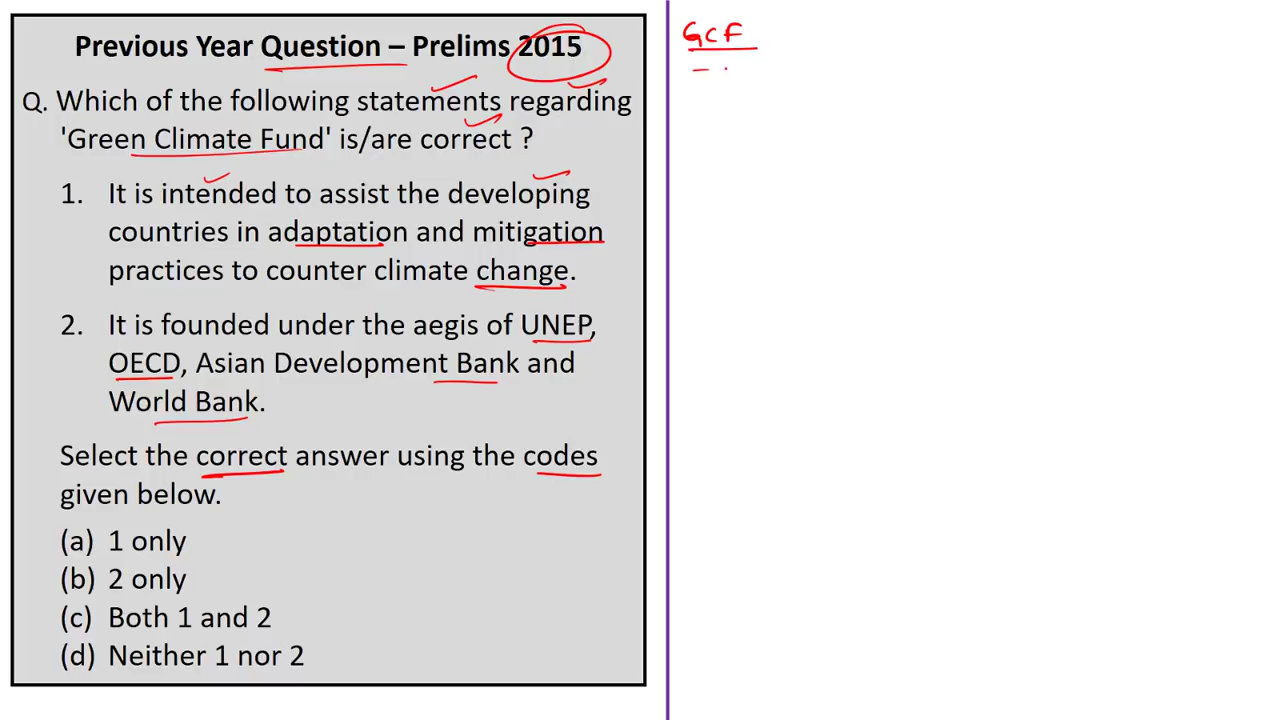 Previous Year Question – Prelims 2015
Q. Which of the following statements regarding
'Green Climate Fund' is/are correct ?
1. It is intended to assist the developing
countries in adaptation and mitigation
practices to counter climate change.
2. It is founded under the aegis of UNEP,
OECD, Asian Development Bank and
World Bank.
Select the correct answer using the codes
given below.
(a) 1 only
(b) 2 only
(c) Both 1 and 2
(d) Neither 1 nor 2
GCF